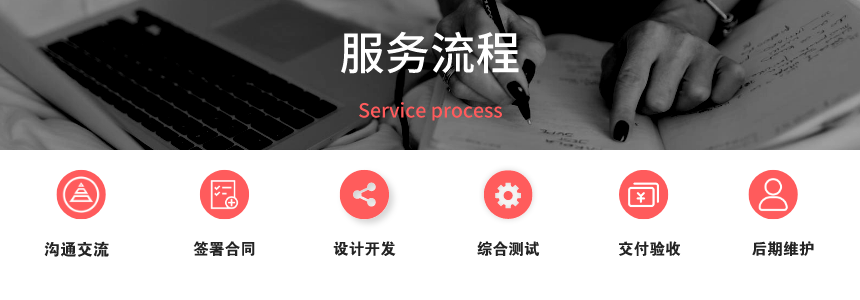 服务流程
Service process
沟通交流
签署合同
设计开发
综合测试
交付验收
后期维护